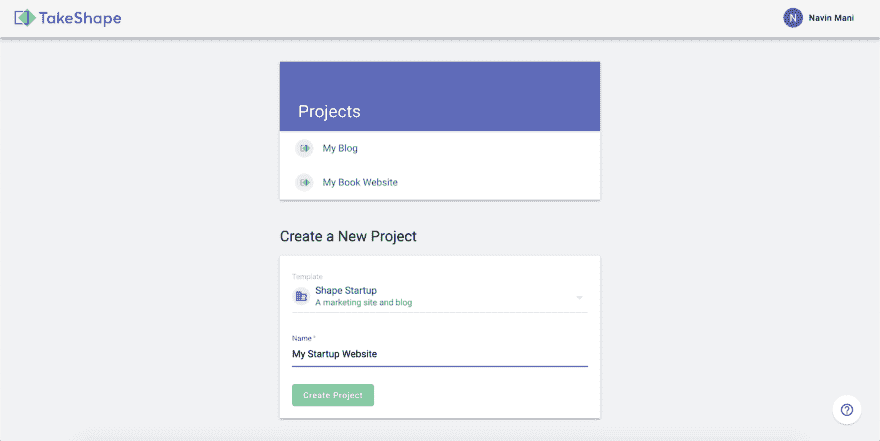 TakeShape
N Navin Mani
Projects
My Blog
My Book Website
Create a New Project
Template
Shape Startup
A marketing site and blog
Name*
My Startup Website
Create Project
?